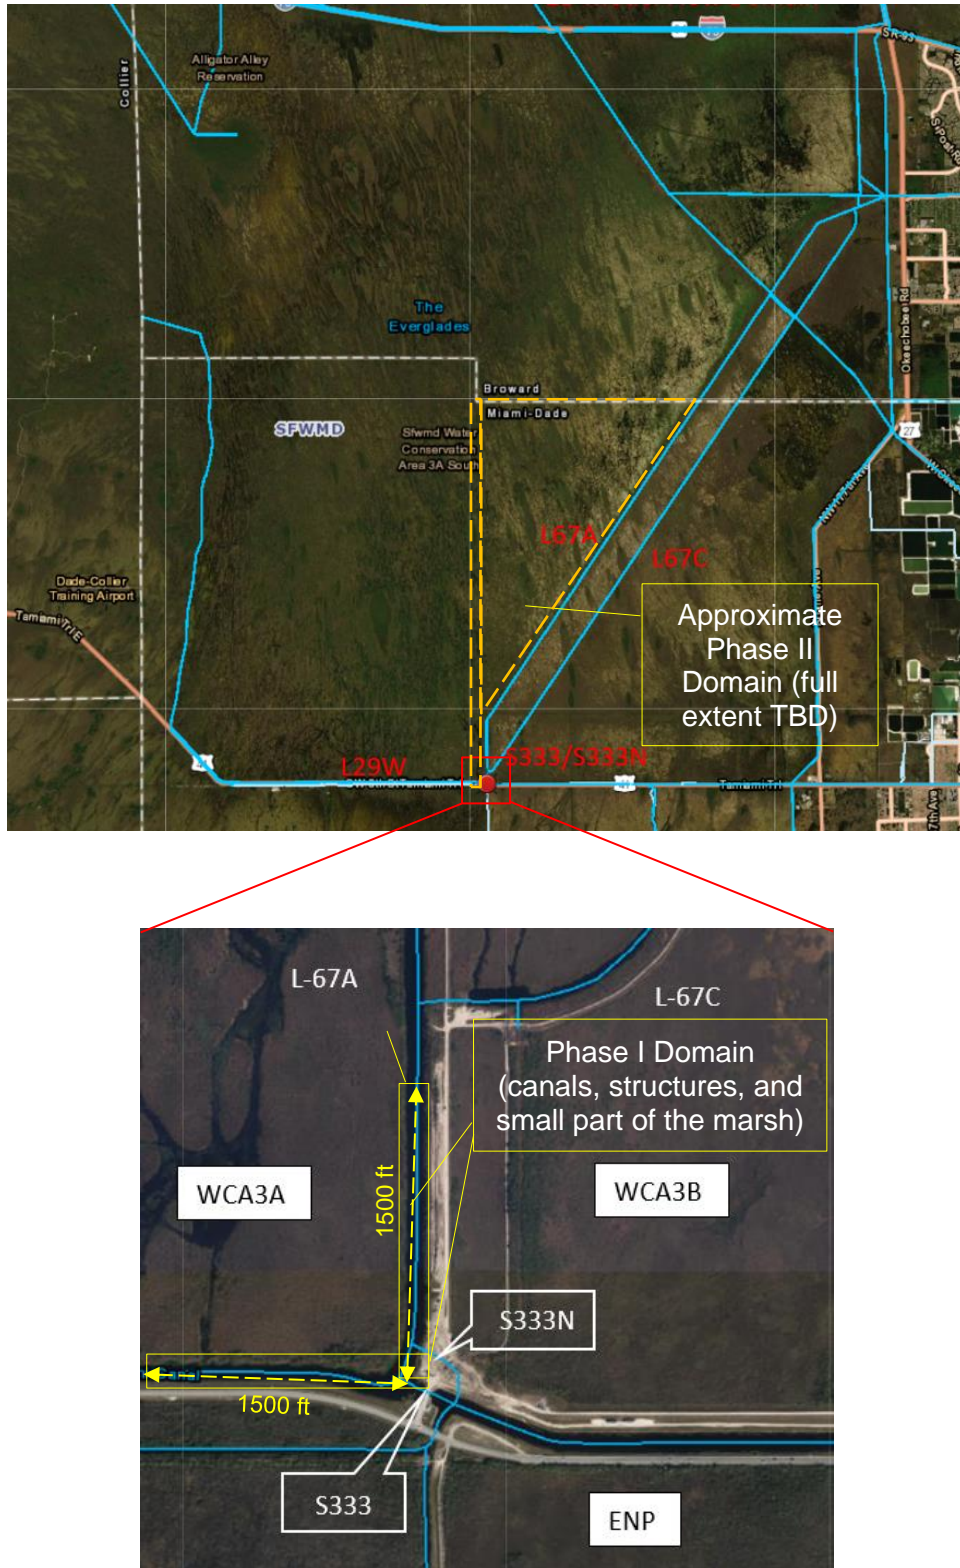 SR-93
Alligator Alley
Reservation
Collier
The
Everglades
Okeechobee Rd
Broward
Miami-Dade
SFWMD
Sfwmd Water
Conservation
Area 3A South
27
L67A
L67C
Dade-Collier
Training Airport
Tamiami Trl E
Approximate
Phase II
Domain (full
extent TBD)
S333/S333N
L29W
41
Tamiami Trl
L-67A
L-67C
Phase I Domain
(canals, structures, and
small part of the marsh)
WCA3A
WCA3B
1500 ft
S333N
1500 ft
S333
ENP